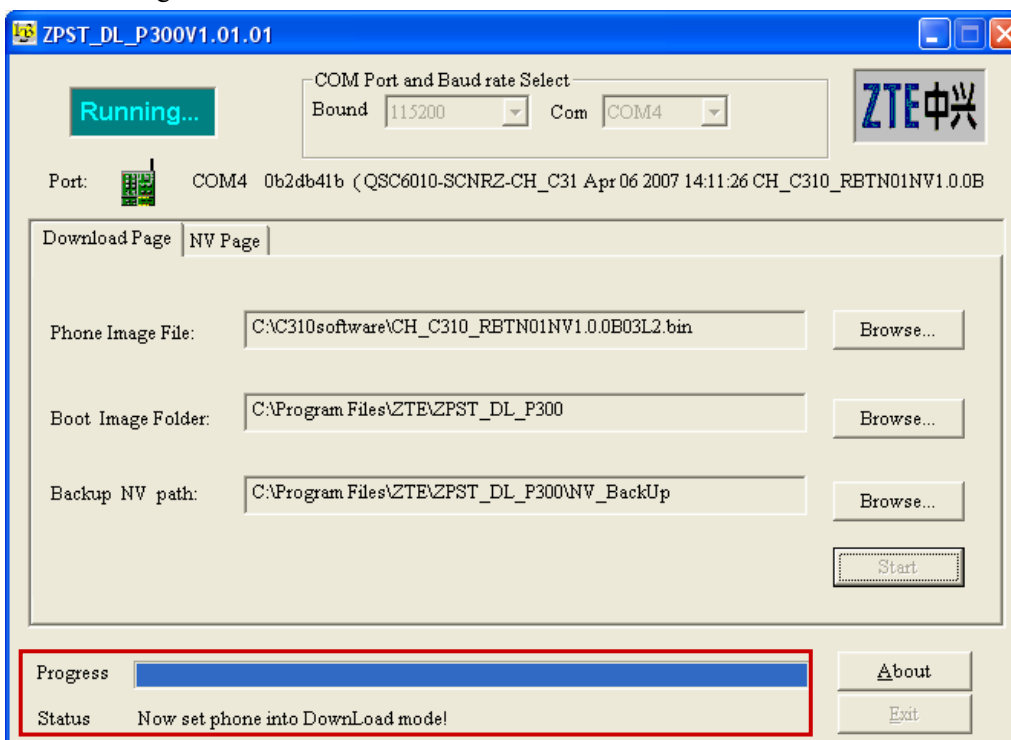 ZPST_DL_P300V1.01.01
COM Port and Baud rate Select
Running...
Bound 115200 Com COM4
ZTE中兴
Port: COM4 0b2db41b ( QSC6010-SCNRZ-CH_C31 Apr 06 2007 14:11:26 CH_C310_RBTN01NV1.0.0B
Download Page NV Page
Phone Image File: C:\C310software\CH_C310_RBTN01NV1.0.0B03L2.bin Browse...
Boot Image Folder: C:\Program Files\ZTE\ZPST_DL_P300 Browse...
Backup NV path: C:\Program Files\ZTE\ZPST_DL_P300\NV_BackUp Browse...
Start
Progress About
Status Now set phone into DownLoad mode! Exit